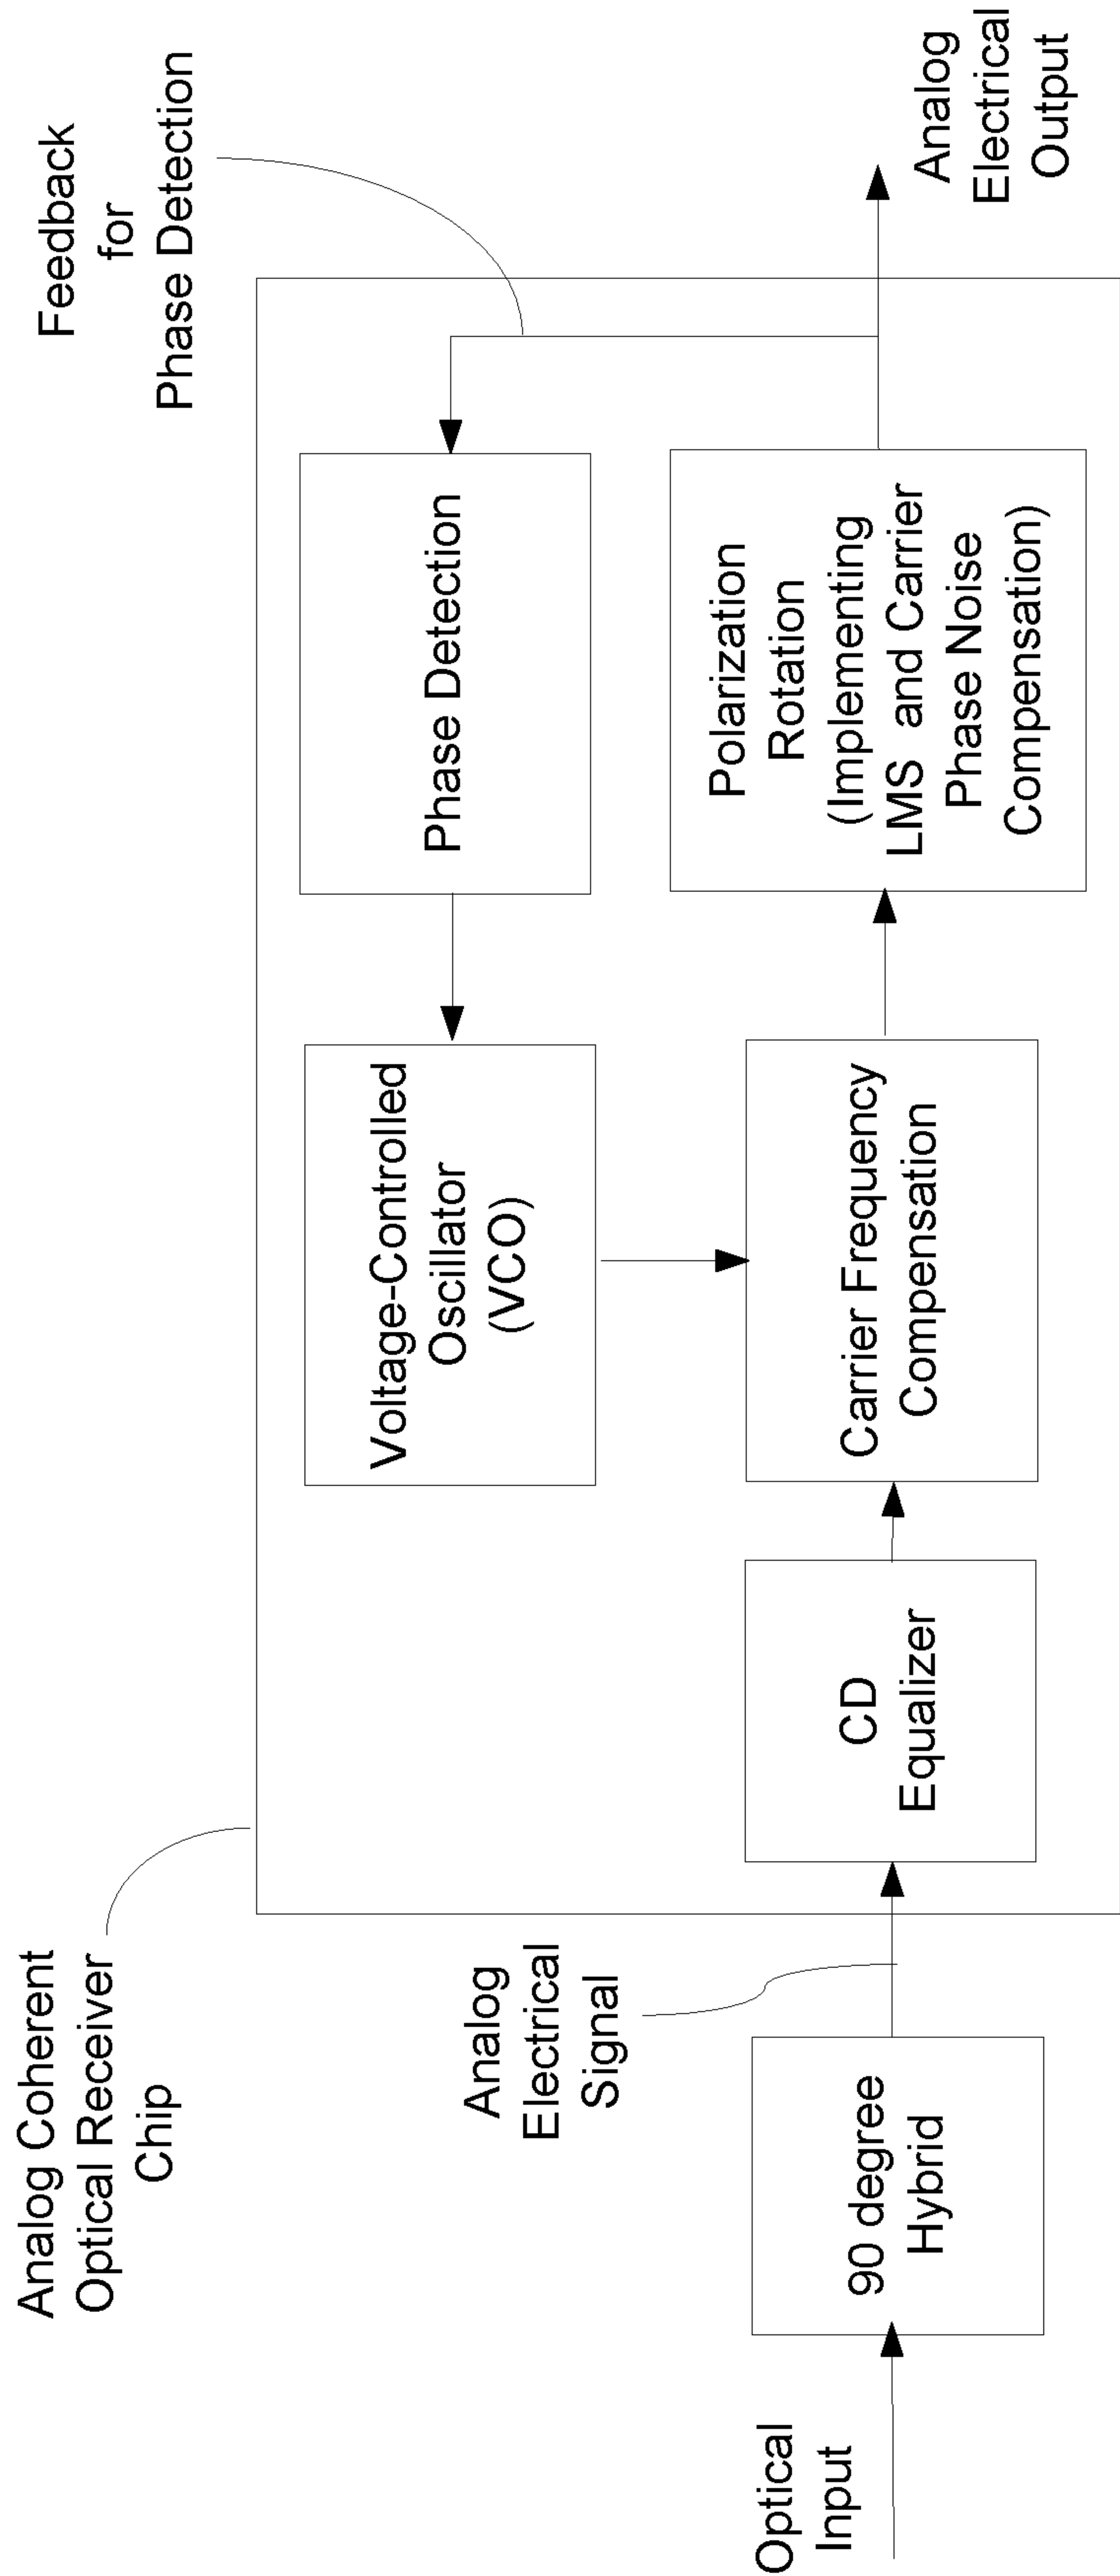 Analog Coherent
Optical Receiver
Chip
Feedback
for
Phase Detection
Voltage-Controlled
Oscillator
(VCO)
Phase Detection
Optical
Input
90 degree
Hybrid
Analog
Electrical
Signal
CD
Equalizer
Carrier Frequency
Compensation
Polarization
Rotation
(Implementing
LMS and Carrier
Phase Noise
Compensation)
Analog
Electrical
Output